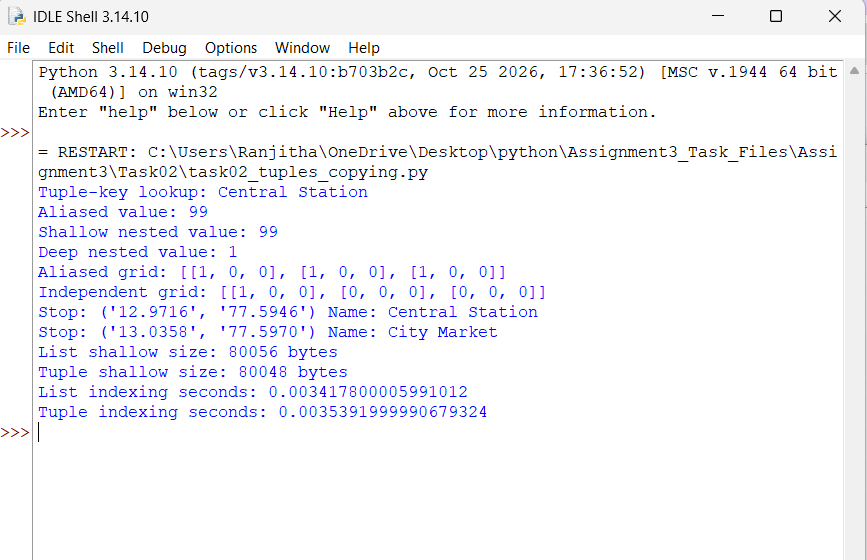 IDLE Shell 3.14.10
File Edit Shell Debug Options Window Help
Python 3.14.10 (tags/v3.14.10:b703b2c, Oct 25 2026, 17:36:52) [MSC v.1944 64 bit
(AMD64)] on win32
Enter "help" below or click "Help" above for more information.
>>>
= RESTART: C:\Users\Ranjitha\OneDrive\Desktop\python\Assignment3_Task_Files\Assi
gnment3\Task02\task02_tuples_copying.py
Tuple-key lookup: Central Station
Aliased value: 99
Shallow nested value: 99
Deep nested value: 1
Aliased grid: [[1, 0, 0], [1, 0, 0], [1, 0, 0]]
Independent grid: [[1, 0, 0], [0, 0, 0], [0, 0, 0]]
Stop: ('12.9716', '77.5946') Name: Central Station
Stop: ('13.0358', '77.5970') Name: City Market
List shallow size: 80056 bytes
Tuple shallow size: 80048 bytes
List indexing seconds: 0.003417800005991012
Tuple indexing seconds: 0.0035391999990679324
>>>